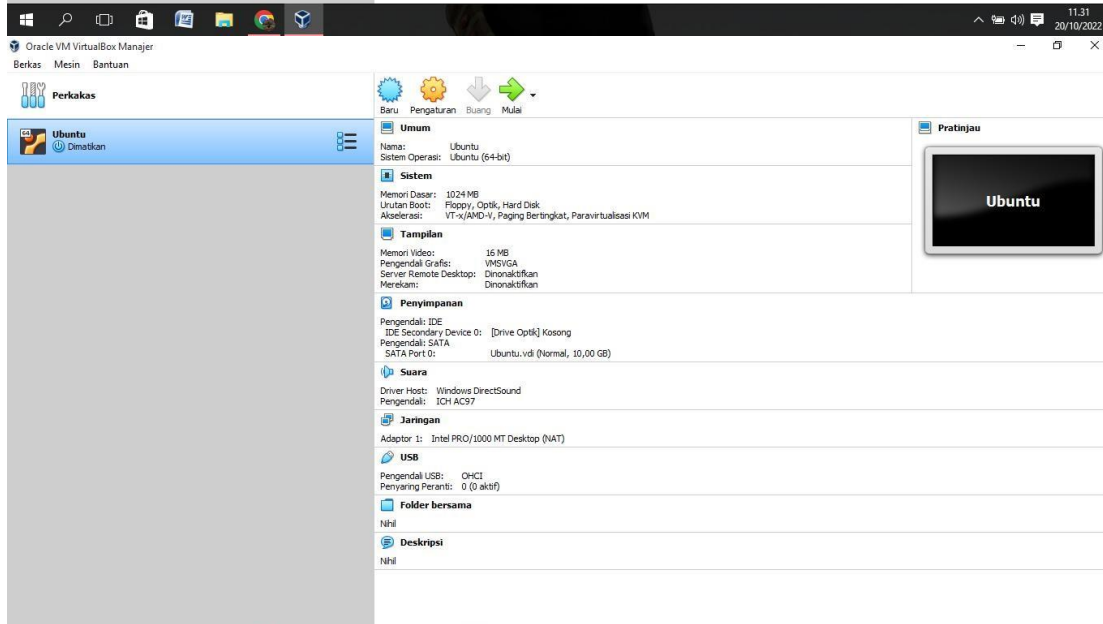 11.31
20/10/2022
Oracle VM VirtualBox Manajer
Berkas Mesin Bantuan
Perkakas
Baru Pengaturan Buang Mulai
64
Ubuntu
Dimatikan
Umum
Nama: Ubuntu
Sistem Operasi: Ubuntu (64-bit)
Pratinjau
Ubuntu
Sistem
Memori Dasar: 1024 MB
Urutan Boot: Floppy, Optik, Hard Disk
Akselerasi: VT-x/AMD-V, Paging Bertingkat, Paravirtualisasi KVM
Tampilan
Memori Video: 16 MB
Pengendali Grafis: VMSVGA
Server Remote Desktop: Dinonaktifkan
Merekam: Dinonaktifkan
Penyimpanan
Pengendali: IDE
IDE Secondary Device 0: [Drive Optik] Kosong
Pengendali: SATA
SATA Port 0: Ubuntu.vdi (Normal, 10,00 GB)
Suara
Driver Host: Windows DirectSound
Pengendali: ICH AC97
Jaringan
Adaptor 1: Intel PRO/1000 MT Desktop (NAT)
USB
Pengendali USB: OHCI
Penyaring Peranti: 0 (0 aktif)
Folder bersama
Nihil
Deskripsi
Nihil